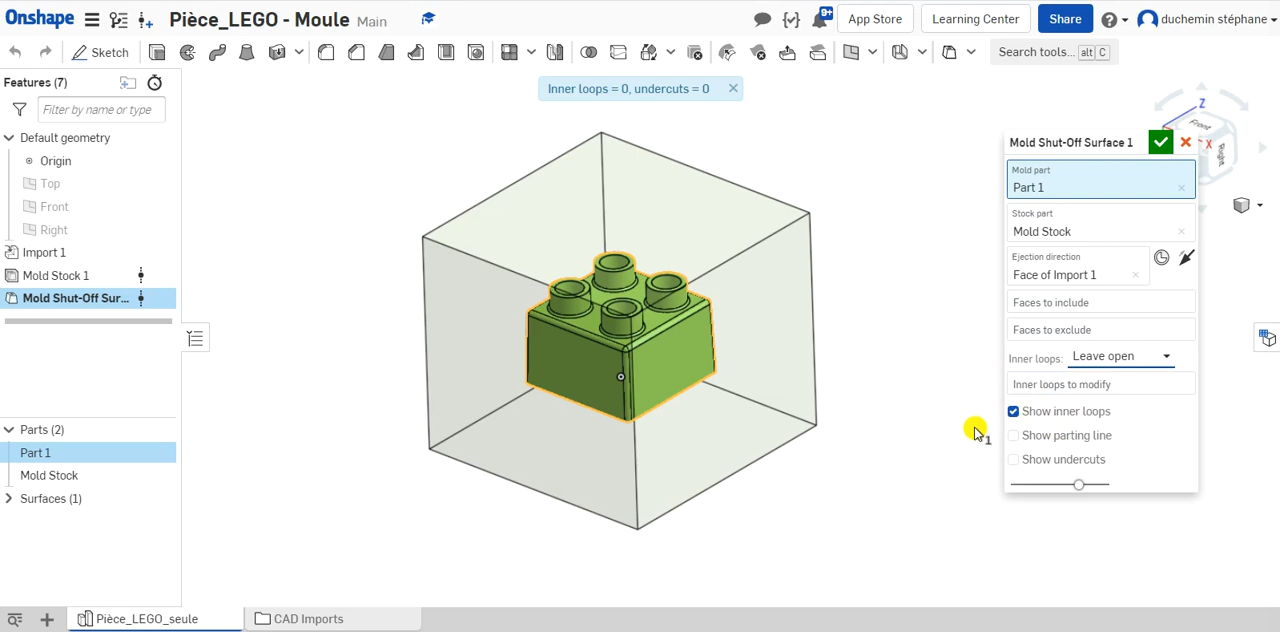 Onshape
Pièce_LEGO - Moule Main
9+
App Store
Learning Center
Share
duchemin stéphane
Sketch
Search tools... alt C
Features (7)
Filter by name or type
Default geometry
Origin
Top
Front
Right
Import 1
Mold Stock 1
Mold Shut-Off Sur...
Parts (2)
Part 1
Mold Stock
Surfaces (1)
Inner loops = 0, undercuts = 0
Z
Front
X
Right
Mold Shut-Off Surface 1
Mold part
Part 1
Stock part
Mold Stock
Ejection direction
Face of Import 1
Faces to include
Faces to exclude
Inner loops: Leave open
Inner loops to modify
Show inner loops
Show parting line
Show undercuts
1
Pièce_LEGO_seule
CAD Imports